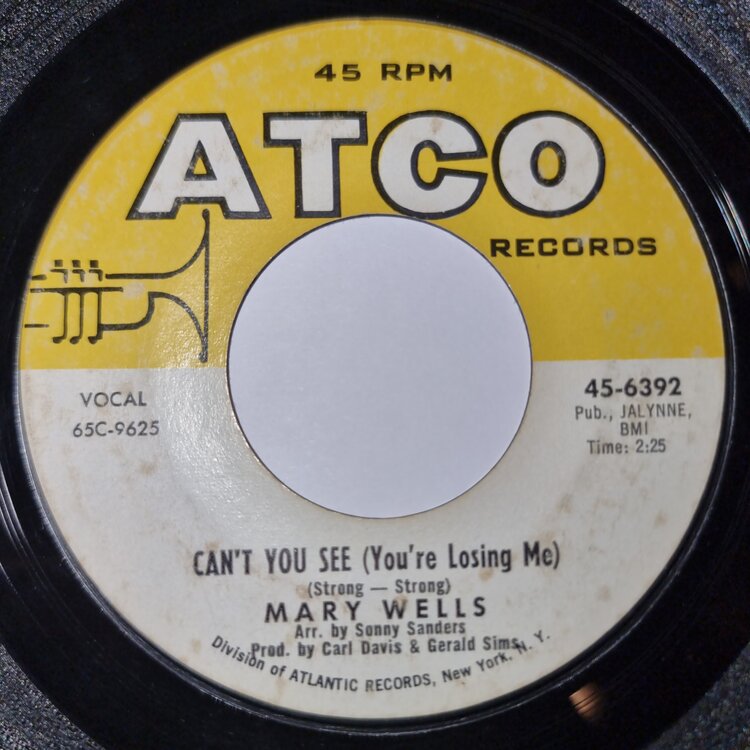 45 RPM
ATCO
RECORDS
VOCAL
65C-9625
45-6392
Pub., JALYNNE,
BMI
Time: 2:25
CAN'T YOU SEE (You're Losing Me)
(Strong — Strong)
MARY WELLS
Arr. by Sonny Sanders
Prod. by Carl Davis & Gerald Sims
Division of ATLANTIC RECORDS, New York, N. Y.